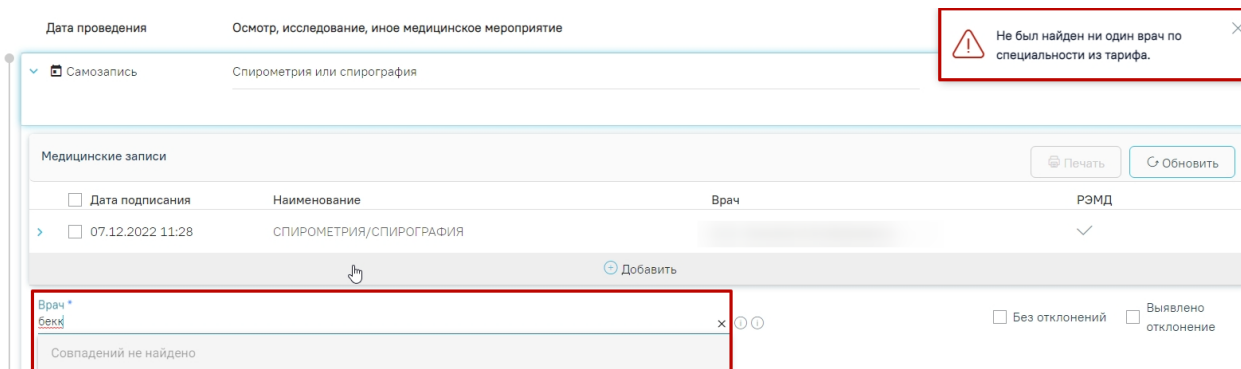 Дата проведения Осмотр, исследование, иное медицинское мероприятие
Не был найден ни один врач по
специальности из тарифа.
Самозапись Спирометрия или спирография
Медицинские записи Печать Обновить
Дата подписания Наименование Врач РЭМД
07.12.2022 11:28 СПИРОМЕТРИЯ/СПИРОГРАФИЯ
Добавить
Врач *
бекк
Без отклонений
Выявлено
отклонение
Совпадений не найдено